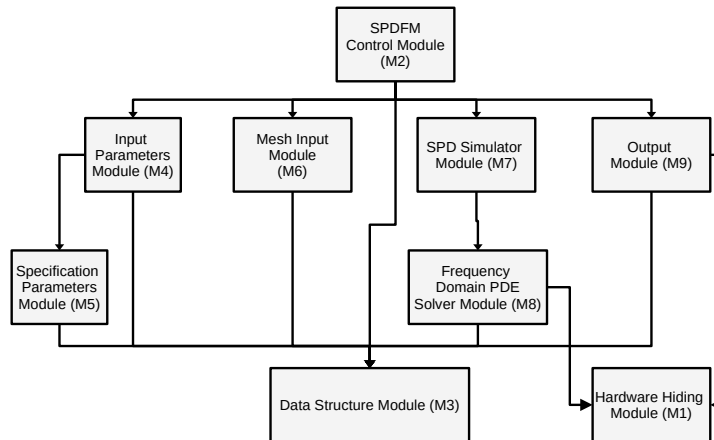 SPDFM
Control Module
(M2)
Input
Parameters
Module (M4)
Mesh Input
Module
(M6)
SPD Simulator
Module (M7)
Output
Module (M9)
Specification
Parameters
Module (M5)
Frequency
Domain PDE
Solver Module (M8)
Data Structure Module (M3)
Hardware Hiding
Module (M1)